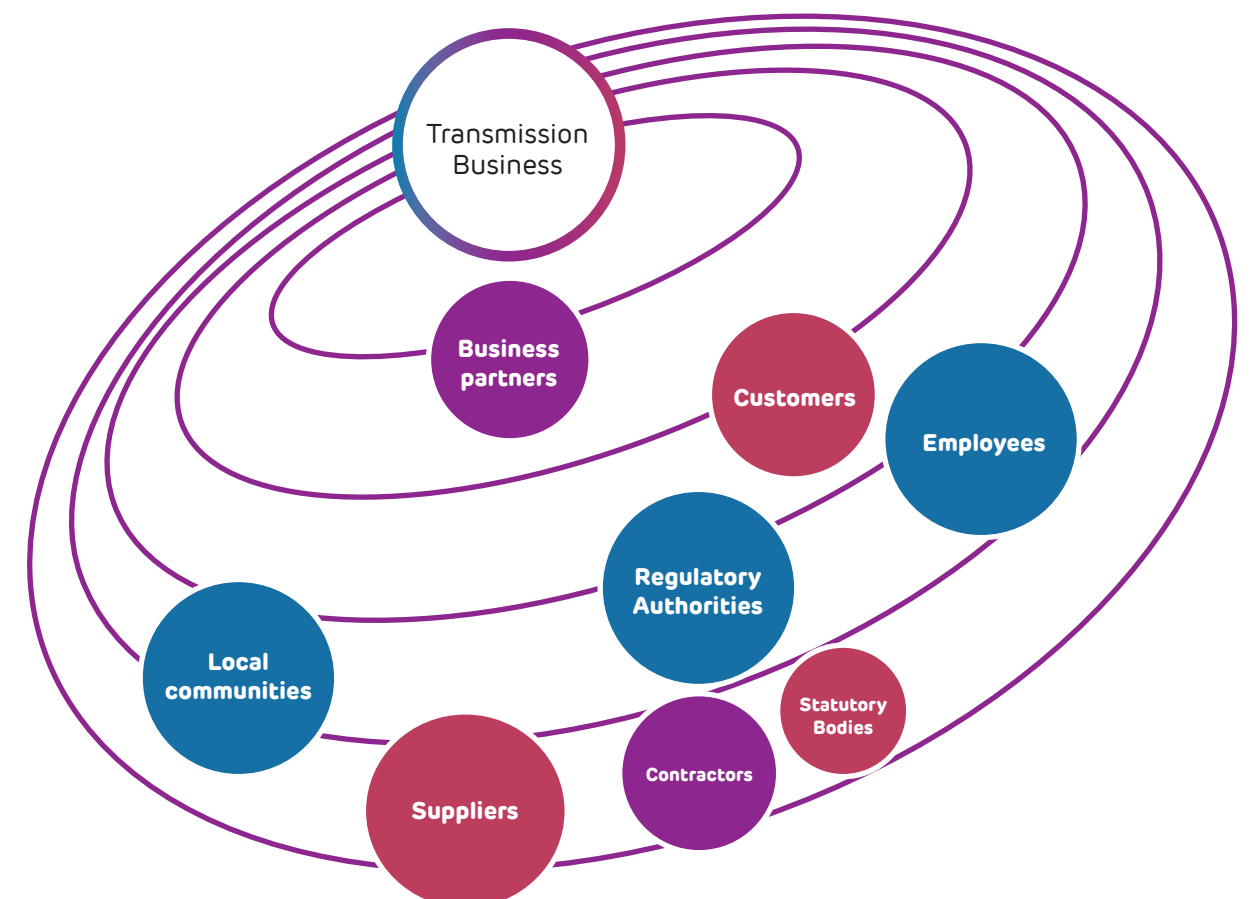 Transmission
Business
Business
partners
Customers
Employees
Regulatory
Authorities
Local
communities
Statutory
Bodies
Contractors
Suppliers